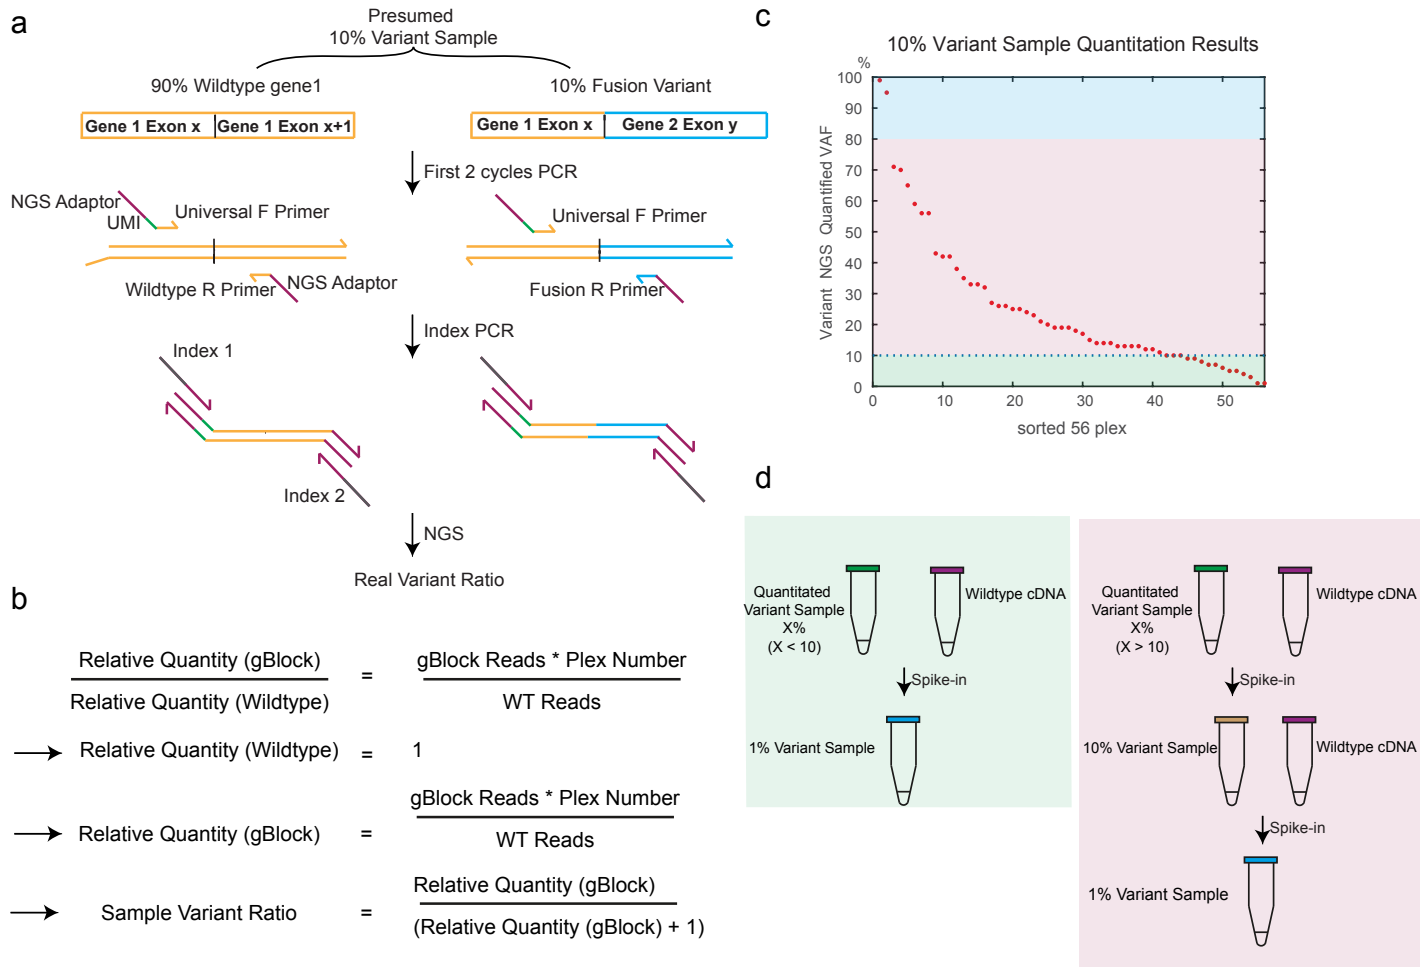 a
Presumed
10% Variant Sample
90% Wildtype gene1
10% Fusion Variant
Gene 1 Exon x
Gene 1 Exon x+1
Gene 1 Exon x
Gene 2 Exon y
First 2 cycles PCR
NGS Adaptor
UMI
Universal F Primer
Universal F Primer
Wildtype R Primer
NGS Adaptor
Fusion R Primer
Index PCR
Index 1
Index 2
NGS
Real Variant Ratio
b
Relative Quantity (gBlock)
Relative Quantity (Wildtype)
=
gBlock Reads * Plex Number
WT Reads
Relative Quantity (Wildtype) = 1
Relative Quantity (gBlock) =
gBlock Reads * Plex Number
WT Reads
Sample Variant Ratio =
Relative Quantity (gBlock)
(Relative Quantity (gBlock) + 1)
c
10% Variant Sample Quantitation Results
%
100
90
80
70
60
50
40
30
20
10
0
Variant NGS Quantified VAF
0 10 20 30 40 50
sorted 56 plex
d
Quantitated
Variant Sample
X%
(X < 10)
Wildtype cDNA
Spike-in
1% Variant Sample
Quantitated
Variant Sample
X%
(X > 10)
Wildtype cDNA
Spike-in
10% Variant Sample
Wildtype cDNA
Spike-in
1% Variant Sample